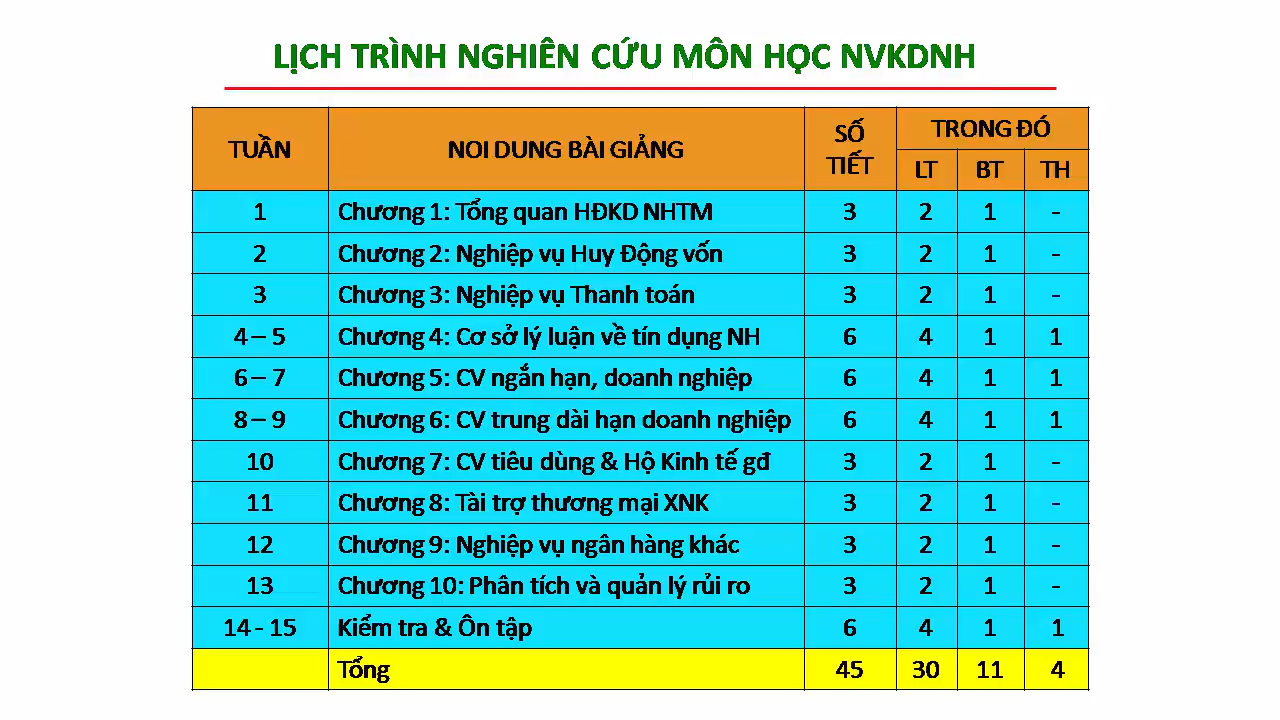 LỊCH TRÌNH NGHIÊN CỨU MÔN HỌC NVKDNH
TUẦN NOI DUNG BÀI GIẢNG SỐ TIẾT TRONG ĐÓ
LT BT TH
1 Chương 1: Tổng quan HĐKD NHTM 3 2 1 -
2 Chương 2: Nghiệp vụ Huy Động vốn 3 2 1 -
3 Chương 3: Nghiệp vụ Thanh toán 3 2 1 -
4 – 5 Chương 4: Cơ sở lý luận về tín dụng NH 6 4 1 1
6 – 7 Chương 5: CV ngắn hạn, doanh nghiệp 6 4 1 1
8 – 9 Chương 6: CV trung dài hạn doanh nghiệp 6 4 1 1
10 Chương 7: CV tiêu dùng & Hộ Kinh tế gđ 3 2 1 -
11 Chương 8: Tài trợ thương mại XNK 3 2 1 -
12 Chương 9: Nghiệp vụ ngân hàng khác 3 2 1 -
13 Chương 10: Phân tích và quản lý rủi ro 3 2 1 -
14 - 15 Kiểm tra & Ôn tập 6 4 1 1
Tổng 45 30 11 4